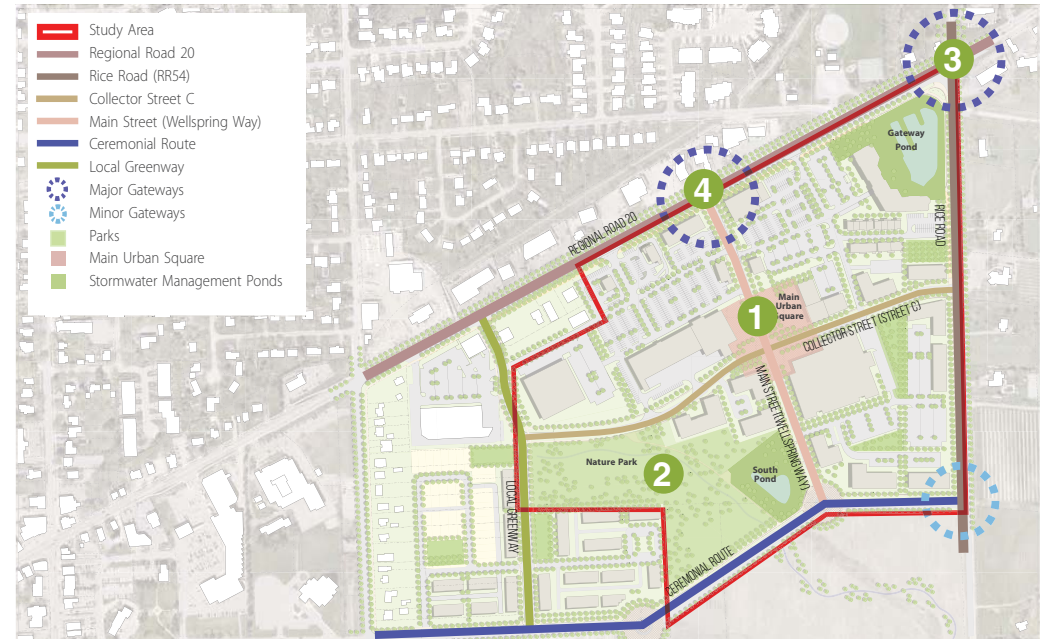 Study Area
Regional Road 20
Rice Road (RR54)
Collector Street C
Main Street (Wellspring Way)
Ceremonial Route
Local Greenway
Major Gateways
Minor Gateways
Parks
Main Urban Square
Stormwater Management Ponds
3
Gateway
Pond
4
REGIONAL ROAD 20
RICE ROAD
1
Main
Urban
Square
COLLECTOR STREET (STREET C)
MAIN STREET (WELLSPRING WAY)
Nature Park
2
South
Pond
LOCAL GREENWAY
CEREMONIAL ROUTE